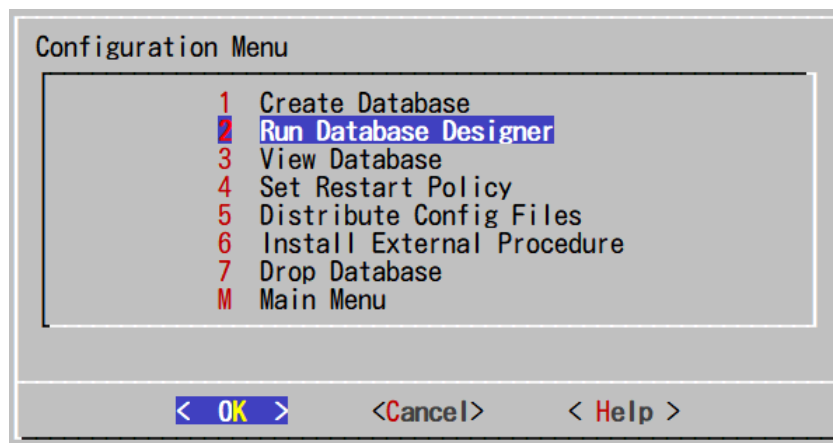 Configuration Menu
1 Create Database
2 Run Database Designer
3 View Database
4 Set Restart Policy
5 Distribute Config Files
6 Install External Procedure
7 Drop Database
M Main Menu
< OK > <Cancel> < Help >